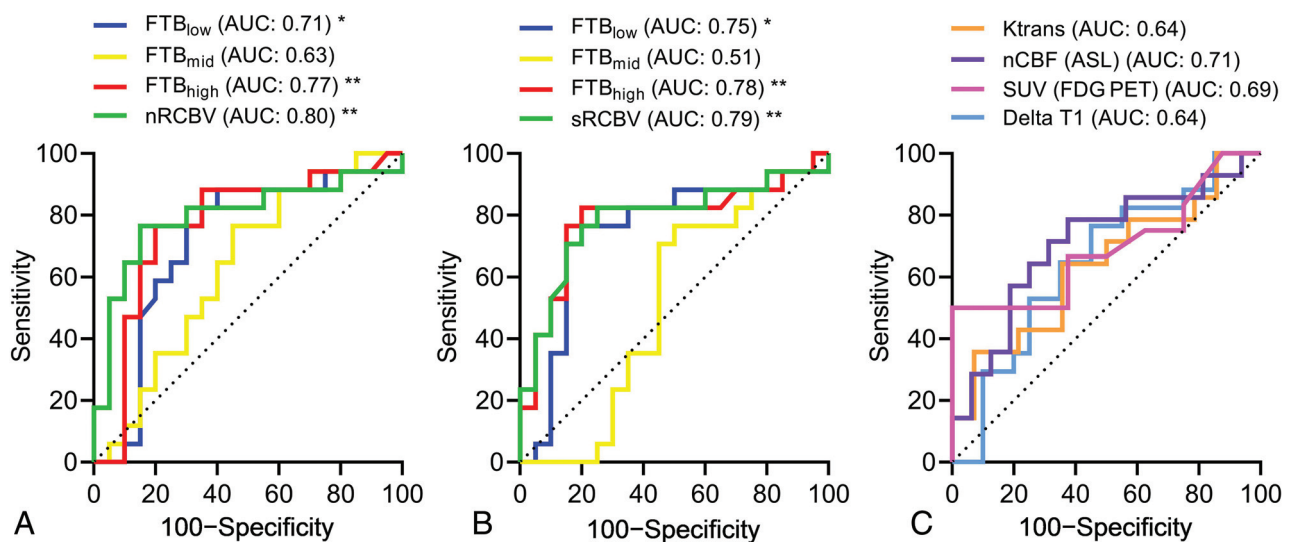 FTBlow (AUC: 0.71) *
FTBmid (AUC: 0.63)
FTBhigh (AUC: 0.77) **
nRCBV (AUC: 0.80) **
100
80
60
40
20
0
Sensitivity
0 20 40 60 80 100
100−Specificity
A
FTBlow (AUC: 0.75) *
FTBmid (AUC: 0.51)
FTBhigh (AUC: 0.78) **
sRCBV (AUC: 0.79) **
100
80
60
40
20
0
Sensitivity
0 20 40 60 80 100
100−Specificity
B
Ktrans (AUC: 0.64)
nCBF (ASL) (AUC: 0.71)
SUV (FDG PET) (AUC: 0.69)
Delta T1 (AUC: 0.64)
100
80
60
40
20
0
Sensitivity
0 20 40 60 80 100
100−Specificity
C